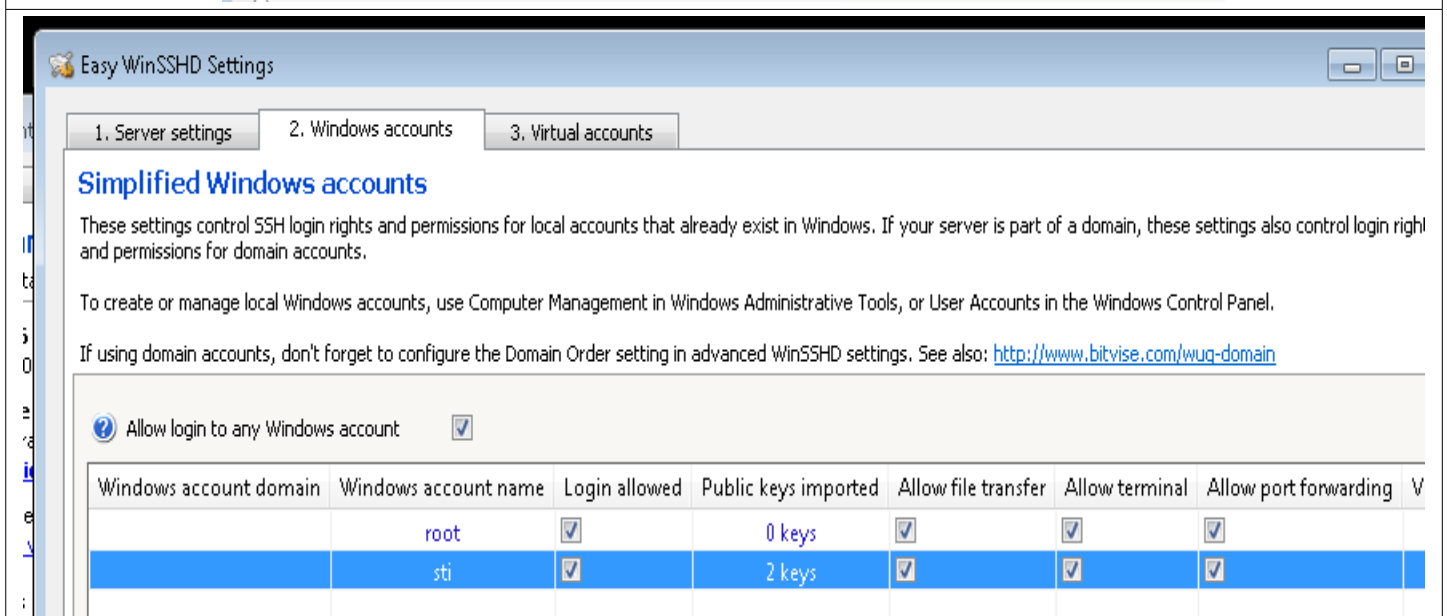 Easy WinSSHD Settings
1. Server settings 2. Windows accounts 3. Virtual accounts
Simplified Windows accounts
These settings control SSH login rights and permissions for local accounts that already exist in Windows. If your server is part of a domain, these settings also control login righ
and permissions for domain accounts.
To create or manage local Windows accounts, use Computer Management in Windows Administrative Tools, or User Accounts in the Windows Control Panel.
If using domain accounts, don't forget to configure the Domain Order setting in advanced WinSSHD settings. See also: http://www.bitvise.com/wug-domain
Allow login to any Windows account
Windows account domain Windows account name Login allowed Public keys imported Allow file transfer Allow terminal Allow port forwarding V
root 0 keys
sti 2 keys